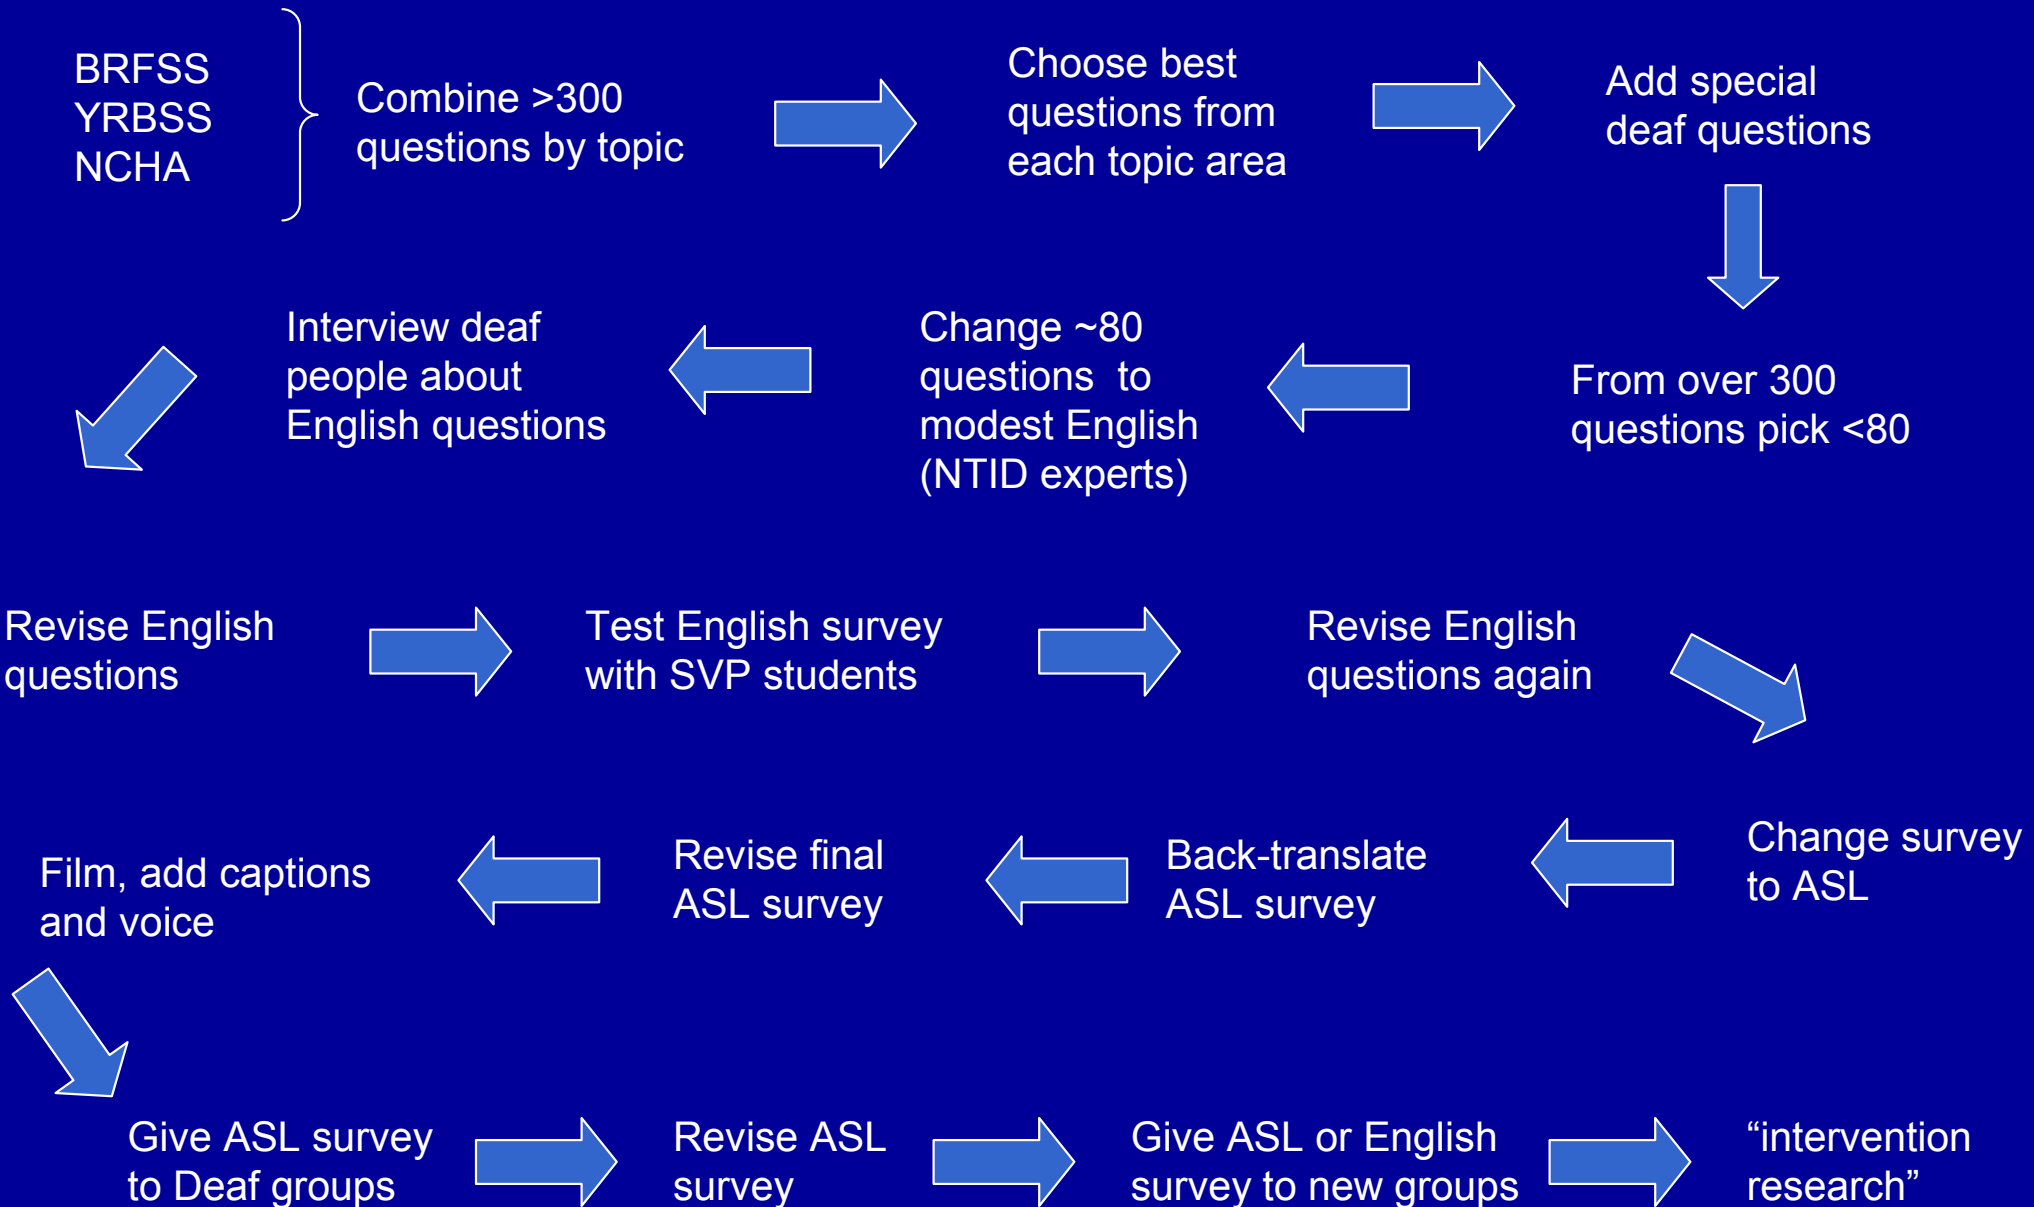 BRFSS
YRBSS
NCHA
Combine >300
questions by topic
Choose best
questions from
each topic area
Add special
deaf questions
From over 300
questions pick <80
Change ~80
questions to
modest English
(NTID experts)
Interview deaf
people about
English questions
Revise English
questions
Test English survey
with SVP students
Revise English
questions again
Change survey
to ASL
Back-translate
ASL survey
Revise final
ASL survey
Film, add captions
and voice
Give ASL survey
to Deaf groups
Revise ASL
survey
Give ASL or English
survey to new groups
“intervention
research”